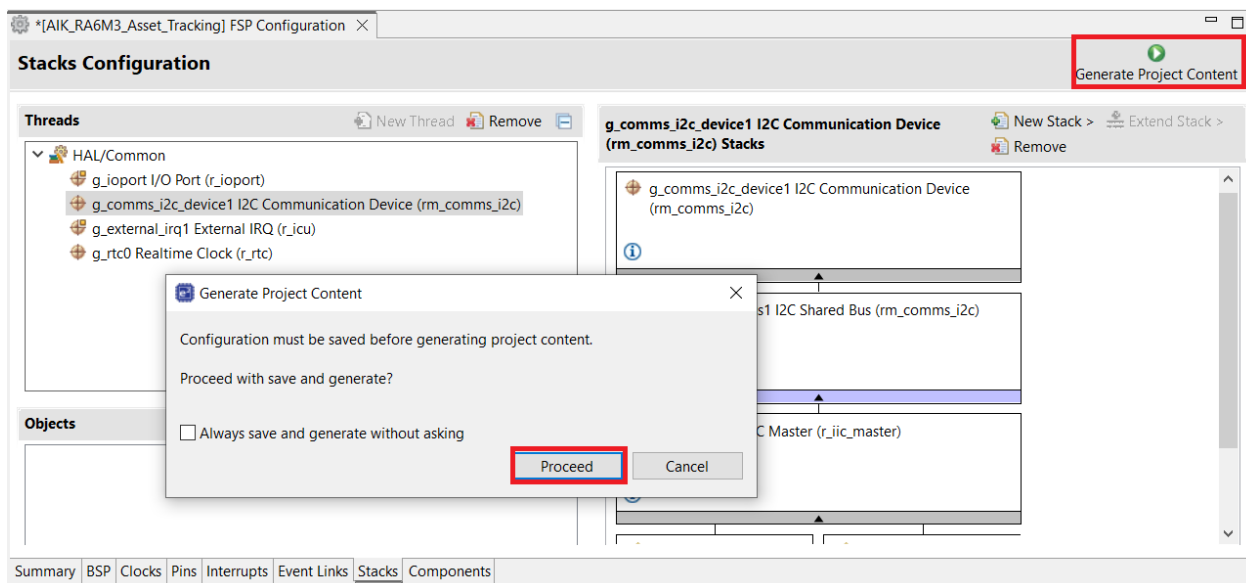 *[AIK_RA6M3_Asset_Tracking] FSP Configuration
Stacks Configuration
Generate Project Content
Threads
New Thread
Remove
HAL/Common
g_ioport I/O Port (r_ioport)
g_comms_i2c_device1 I2C Communication Device (rm_comms_i2c)
g_external_irq1 External IRQ (r_icu)
g_rtc0 Realtime Clock (r_rtc)
g_comms_i2c_device1 I2C Communication Device
(rm_comms_i2c) Stacks
New Stack >
Extend Stack >
Remove
g_comms_i2c_device1 I2C Communication Device
(rm_comms_i2c)
s1 I2C Shared Bus (rm_comms_i2c)
C Master (r_iic_master)
Generate Project Content
Configuration must be saved before generating project content.
Proceed with save and generate?
Always save and generate without asking
Proceed
Cancel
Objects
Summary
BSP
Clocks
Pins
Interrupts
Event Links
Stacks
Components